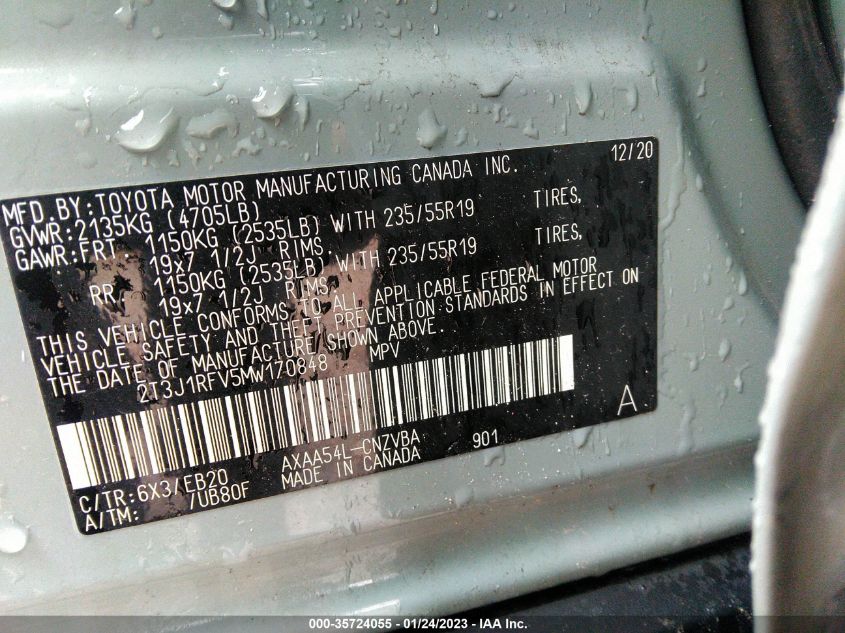 MFD.BY:TOYOTA MOTOR MANUFACTURING CANADA INC. 12/20
GVWR:2135KG (4705LB)
GAWR:FRT. 1150KG (2535LB) WITH 235/55R19 TIRES,
19x7 1/2J RIMS,
RR. 1150KG (2535LB) WITH 235/55R19 TIRES,
19x7 1/2J RIMS
THIS VEHICLE CONFORMS TO ALL APPLICABLE FEDERAL MOTOR
VEHICLE SAFETY AND THEFT PREVENTION STANDARDS IN EFFECT ON
THE DATE OF MANUFACTURE SHOWN ABOVE.
2T3J1RFV5MW170848 MPV
A
C/TR:6X3/EB20 AXAA54L-CNZVBA 901
A/TM: /UB80F MADE IN CANADA
000-35724055 — 01/24/2023 — IAA Inc.